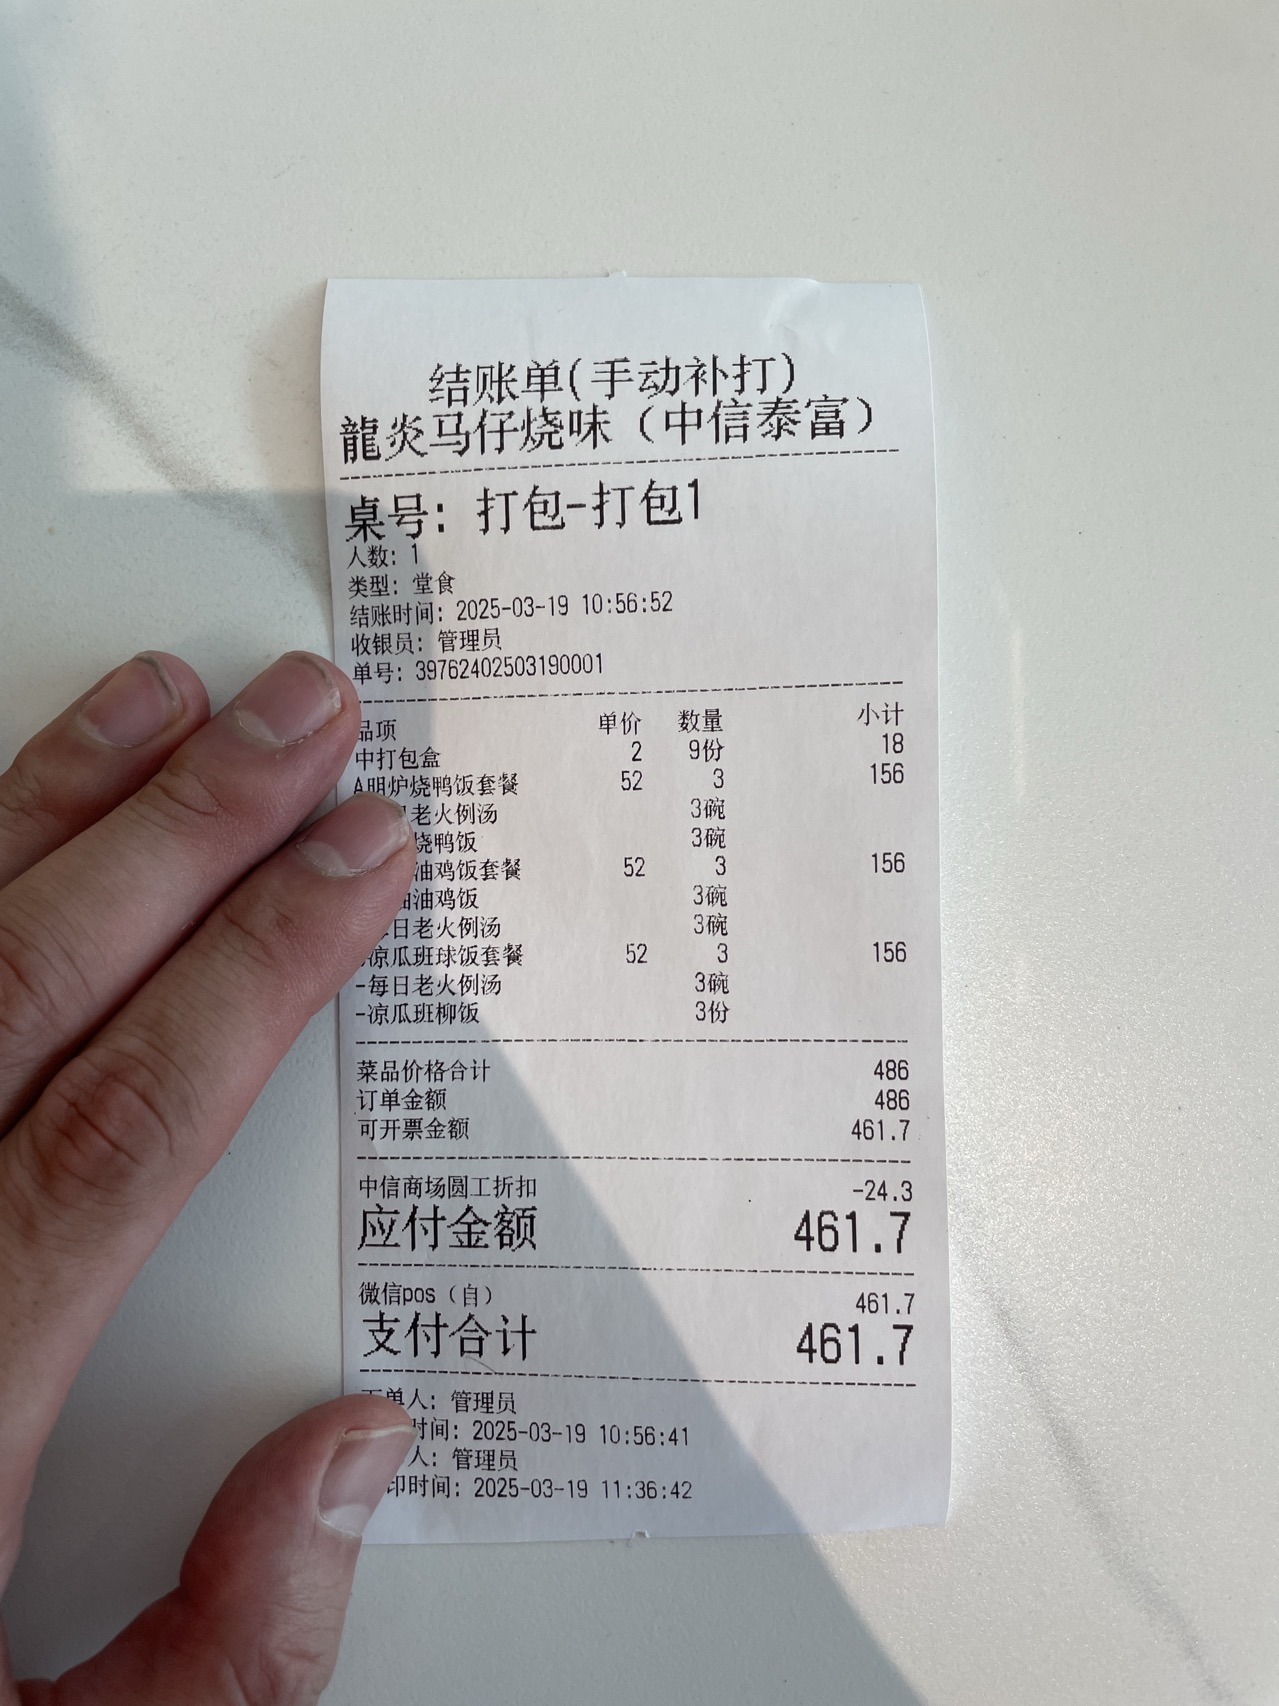 结账单(手动补打)
龍炎马仔烧味（中信泰富）
桌号: 打包-打包1
人数: 1
类型: 堂食
结账时间: 2025-03-19 10:56:52
收银员: 管理员
单号: 39762402503190001
品项 单价 数量 小计
中打包盒 2 9份 18
A明炉烧鸭饭套餐 52 3 156
老火例汤 3碗
烧鸭饭 3碗
油鸡饭套餐 52 3 156
油鸡饭 3碗
日老火例汤 3碗
凉瓜班球饭套餐 52 3 156
-每日老火例汤 3碗
-凉瓜班柳饭 3份
菜品价格合计 486
订单金额 486
可开票金额 461.7
中信商场圆工折扣 -24.3
应付金额 461.7
微信pos（自） 461.7
支付合计 461.7
下单人: 管理员
时间: 2025-03-19 10:56:41
人: 管理员
印时间: 2025-03-19 11:36:42